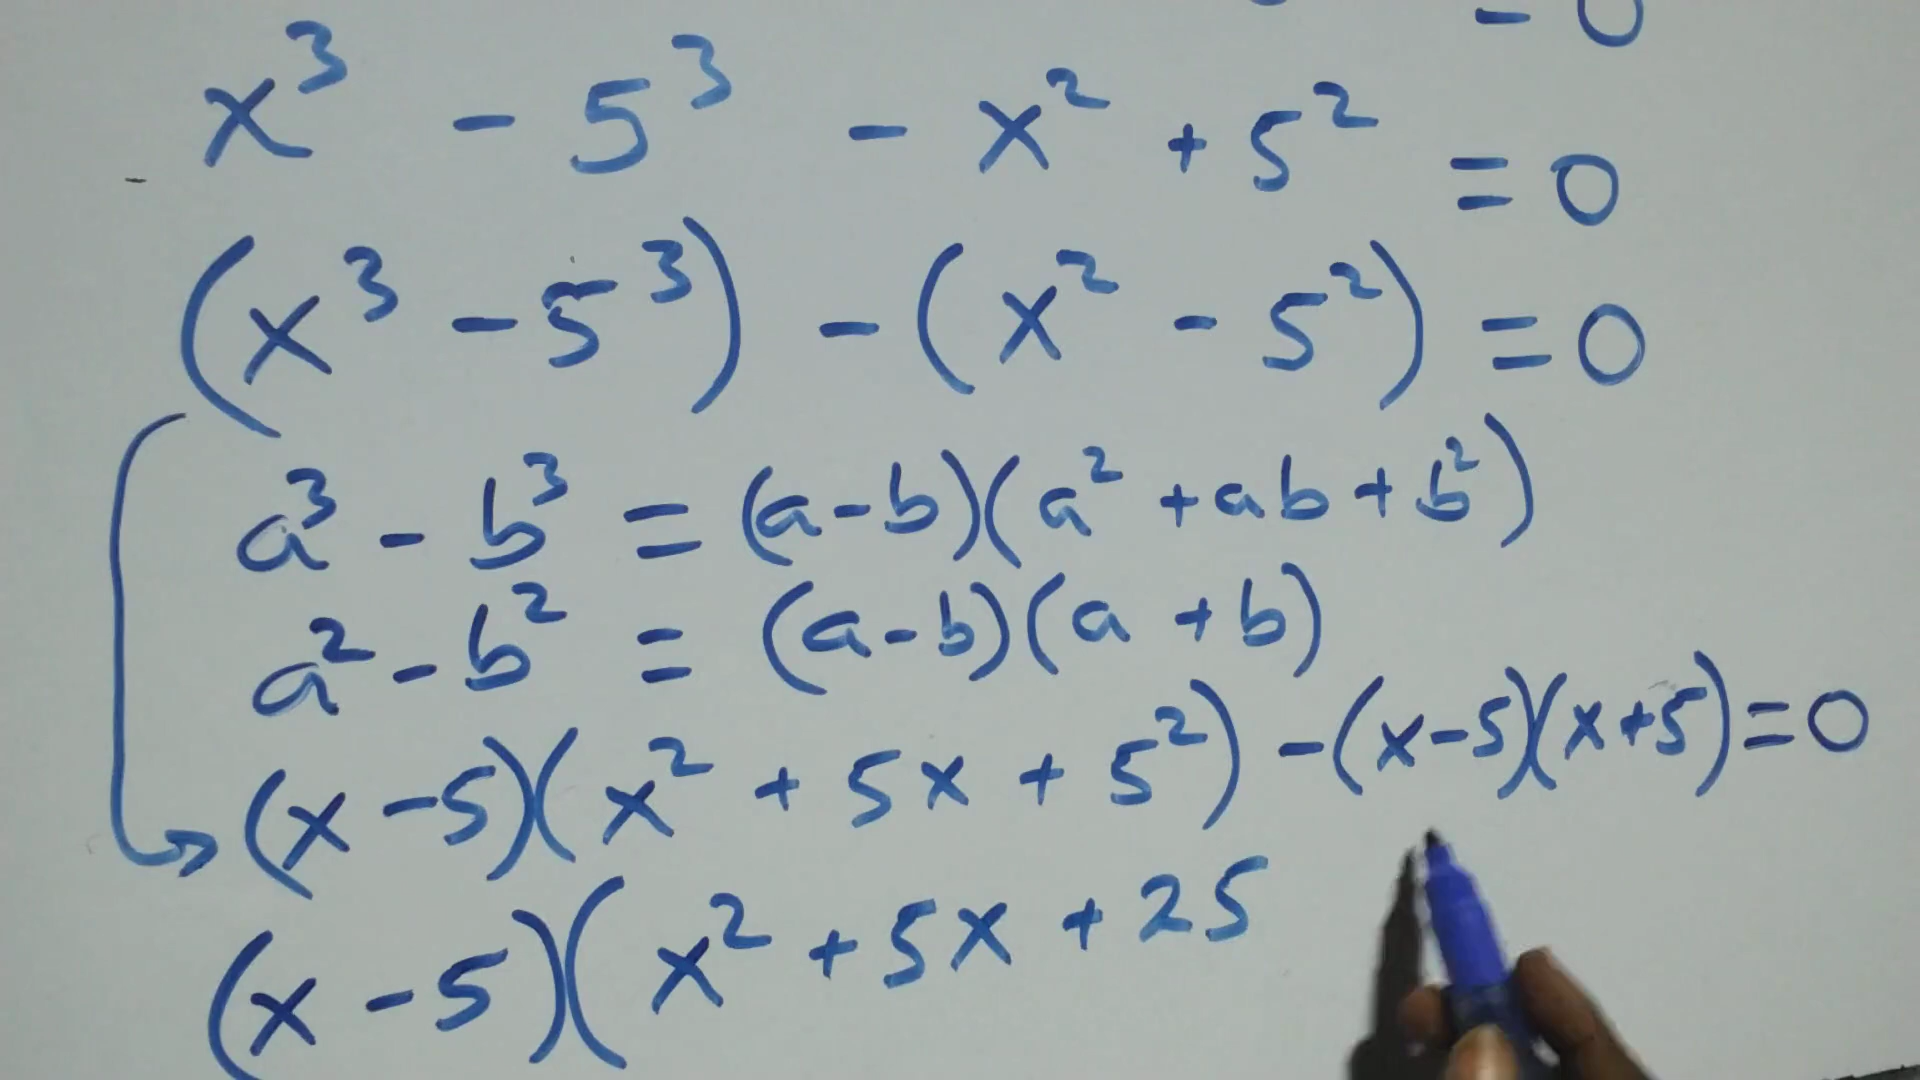 - 0
x³ - 5³ - x² + 5² = 0
(x³ - 5³) - (x² - 5²) = 0
a³ - b³ = (a-b)(a² + ab + b²)
a² - b² = (a-b)(a + b)
(x - 5)(x² + 5x + 5²) - (x-5)(x+5) = 0
(x - 5)(x² + 5x + 25